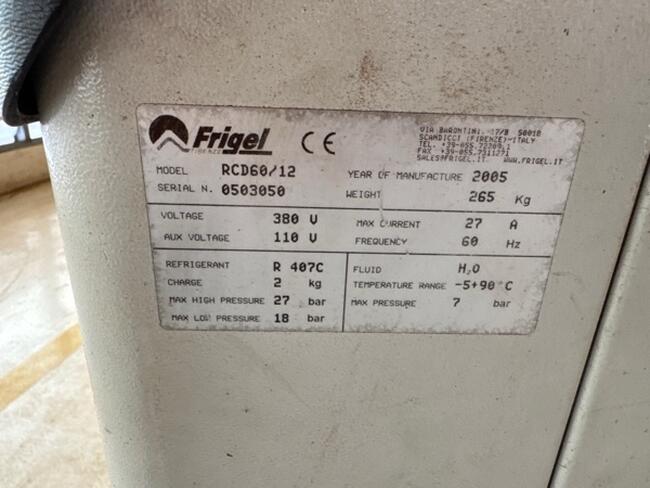 Frigel
FIRENZE
CE
VIA BARONTINI, 17/B 50018
SCANDICCI (FIRENZE)-ITALY
TEL. +39-055.7220911
FAX +39-055.7311271
SALES@FRIGEL.IT WWW.FRIGEL.IT
MODEL RCD60/12
YEAR OF MANUFACTURE 2005
SERIAL N. 0503050
WEIGHT 265 Kg
VOLTAGE 380 V
MAX CURRENT 27 A
AUX VOLTAGE 110 V
FREQUENCY 60 Hz
REFRIGERANT R 407C
FLUID H₂O
CHARGE 2 kg
TEMPERATURE RANGE -5+90°C
MAX HIGH PRESSURE 27 bar
MAX PRESSURE 7 bar
MAX LOW PRESSURE 18 bar